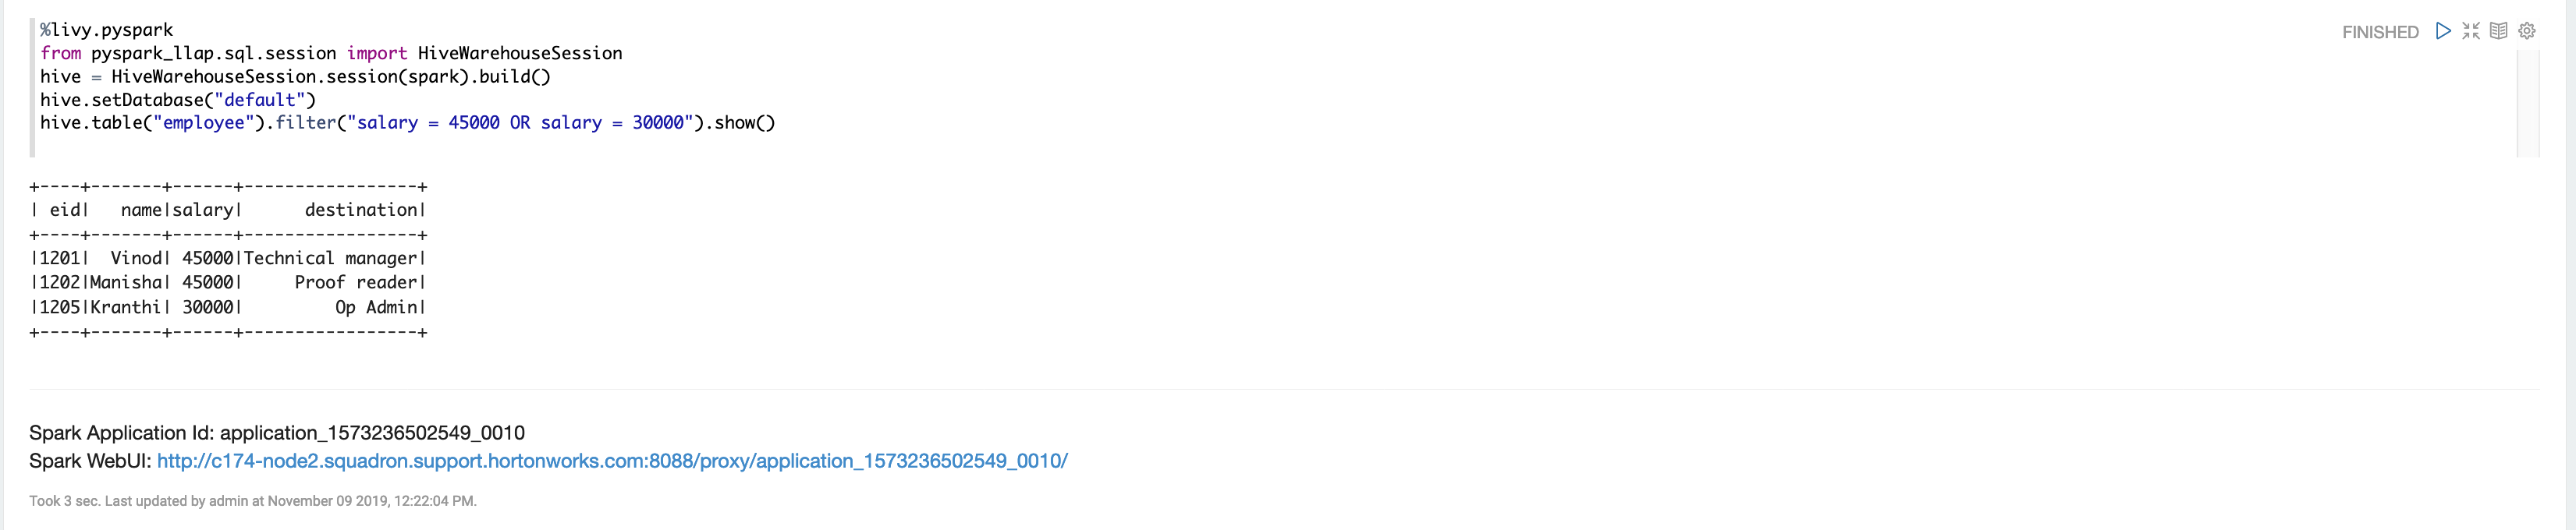 %livy.pyspark
FINISHED
from pyspark_llap.sql.session import HiveWarehouseSession
hive = HiveWarehouseSession.session(spark).build()
hive.setDatabase("default")
hive.table("employee").filter("salary = 45000 OR salary = 30000").show()
+----+-------+------+-----------------+
| eid|   name|salary|      destination|
+----+-------+------+-----------------+
|1201|  Vinod| 45000|Technical manager|
|1202|Manisha| 45000|     Proof reader|
|1205|Kranthi| 30000|         Op Admin|
+----+-------+------+-----------------+
Spark Application Id: application_1573236502549_0010
Spark WebUI: http://c174-node2.squadron.support.hortonworks.com:8088/proxy/application_1573236502549_0010/
Took 3 sec. Last updated by admin at November 09 2019, 12:22:04 PM.